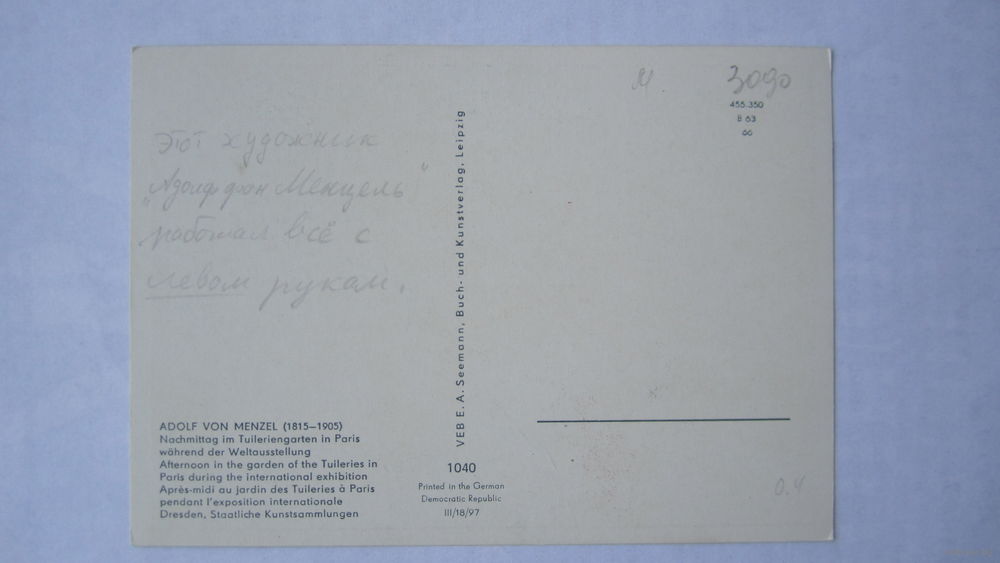 этот художник
"Адольф фон Менцель"
работал всё с
левом рукам.
ADOLF VON MENZEL (1815—1905)
Nachmittag im Tuileriengarten in Paris
während der Weltausstellung
Afternoon in the garden of the Tuileries in
Paris during the international exhibition
Après-midi au jardin des Tuileries à Paris
pendant l'exposition internationale
Dresden, Staatliche Kunstsammlungen
VEB E. A. Seemann, Buch- und Kunstverlag, Leipzig
1040
Printed in the German
Democratic Republic
III/18/97
M
3090
455.350
B 63
66
0.4